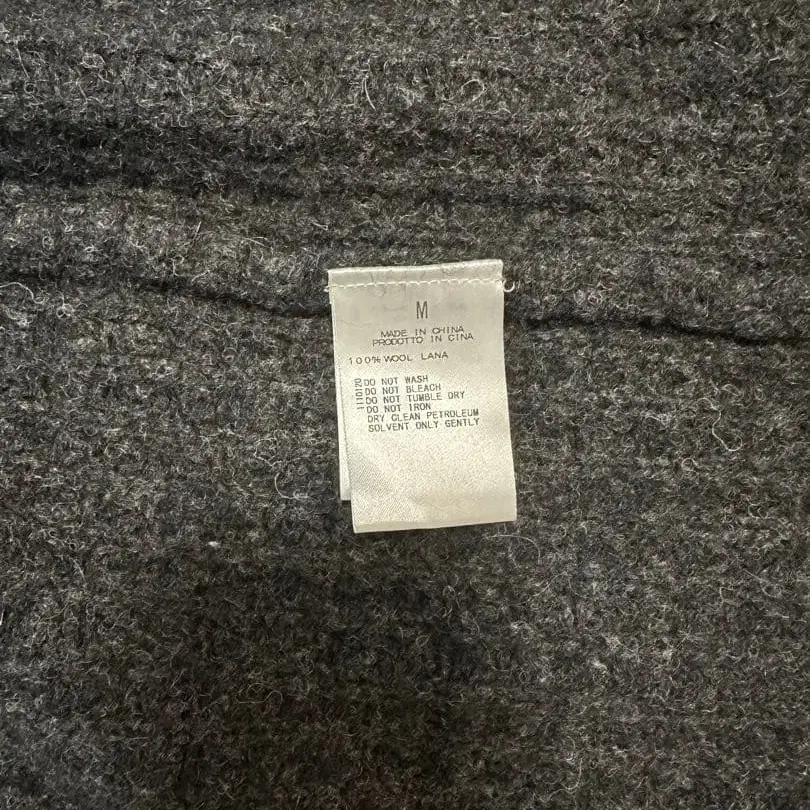 M
MADE IN CHINA
PRODOTTO IN CINA
100% WOOL LANA
DO NOT WASH
DO NOT BLEACH
DO NOT TUMBLE DRY
DO NOT IRON
DRY CLEAN PETROLEUM
SOLVENT ONLY GENTLY